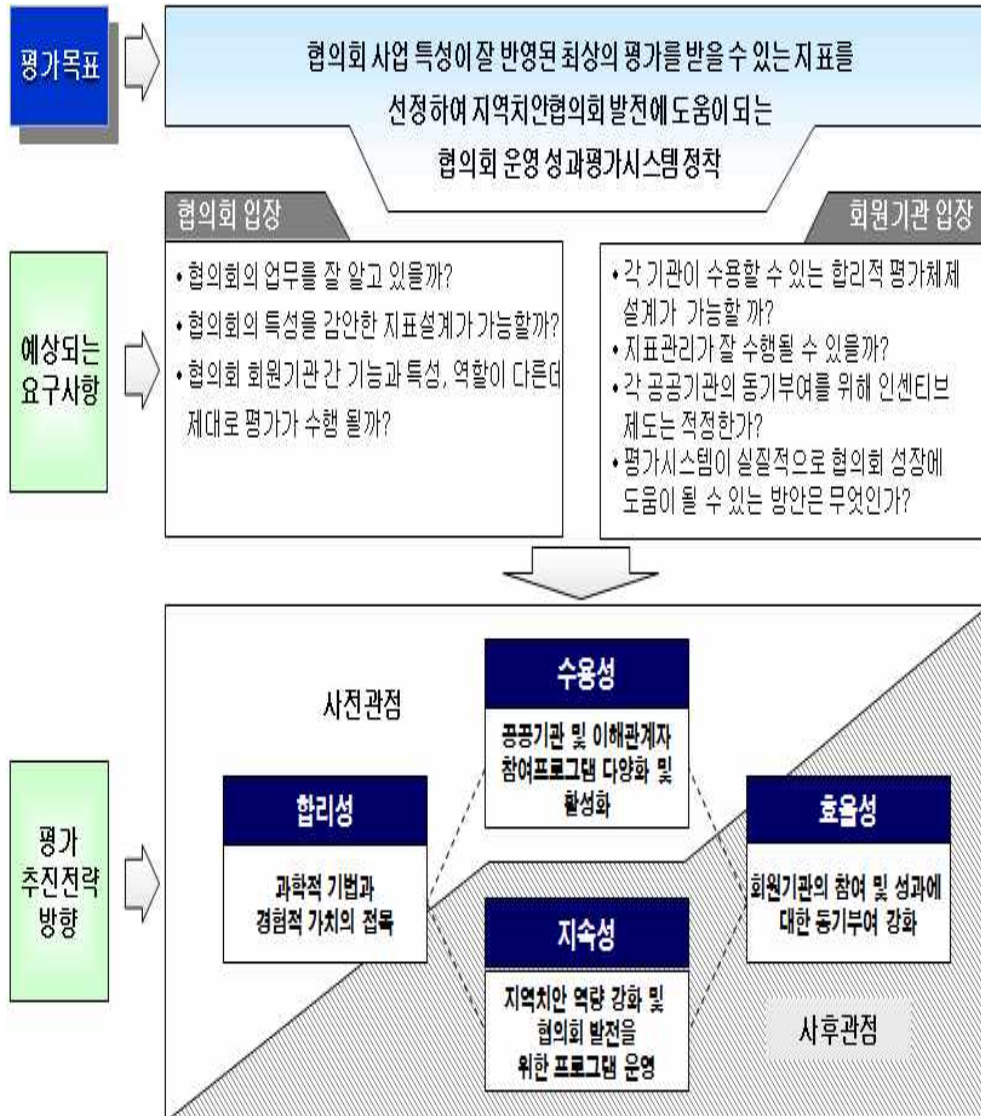 평가목표
협의회 사업 특성이 잘 반영된 최상의 평가를 받을 수 있는 지표를
선정하여 지역치안협의회 발전에 도움이 되는
협의회 운영 성과평가시스템 정착
예상되는
요구사항
협의회 입장
• 협의회의 업무를 잘 알고 있을까?
• 협의회의 특성을 감안한 지표설계가 가능할까?
• 협의회 회원기관 간 기능과 특성, 역할이 다른데
제대로 평가가 수행 될까?
회원기관 입장
• 각 기관이 수용할 수 있는 합리적 평가체제
설계가 가능할 까?
• 지표관리가 잘 수행될 수 있을까?
• 각 공공기관의 동기부여를 위해 인센티브
제도는 적정한가?
• 평가시스템이 실질적으로 협의회 성장에
도움이 될 수 있는 방안은 무엇인가?
평가
추진전략
방향
사전관점
수용성
공공기관 및 이해관계자
참여프로그램 다양화 및
활성화
합리성
과학적 기법과
경험적 가치의 접목
효율성
회원기관의 참여 및 성과에
대한 동기부여 강화
지속성
지역치안 역량 강화 및
협의회 발전을
위한 프로그램 운영
사후관점